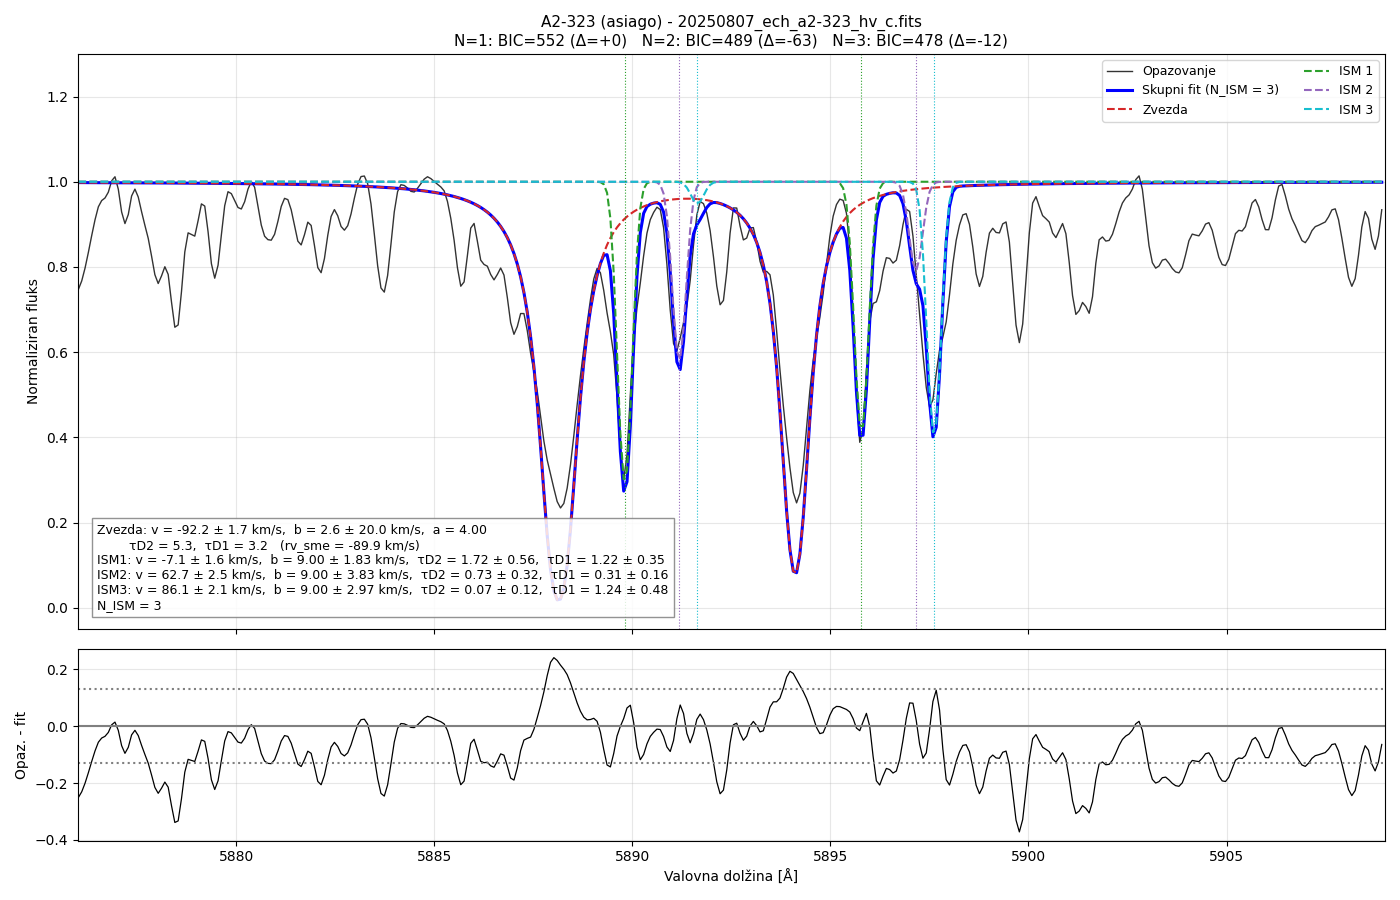 A2-323 (asiago) - 20250807_ech_a2-323_hv_c.fits
N=1: BIC=552 (Δ=+0)   N=2: BIC=489 (Δ=-63)   N=3: BIC=478 (Δ=-12)
Opazovanje
Skupni fit (N_ISM = 3)
Zvezda
ISM 1
ISM 2
ISM 3
Normaliziran fluks
1.2
1.0
0.8
0.6
0.4
0.2
0.0
Zvezda: v = -92.2 ± 1.7 km/s,  b = 2.6 ± 20.0 km/s,  a = 4.00
τD2 = 5.3,  τD1 = 3.2   (rv_sme = -89.9 km/s)
ISM1: v = -7.1 ± 1.6 km/s,  b = 9.00 ± 1.83 km/s,  τD2 = 1.72 ± 0.56,  τD1 = 1.22 ± 0.35
ISM2: v = 62.7 ± 2.5 km/s,  b = 9.00 ± 3.83 km/s,  τD2 = 0.73 ± 0.32,  τD1 = 0.31 ± 0.16
ISM3: v = 86.1 ± 2.1 km/s,  b = 9.00 ± 2.97 km/s,  τD2 = 0.07 ± 0.12,  τD1 = 1.24 ± 0.48
N_ISM = 3
Opaz. - fit
0.2
0.0
−0.2
−0.4
5880
5885
5890
5895
5900
5905
Valovna dolžina [Å]